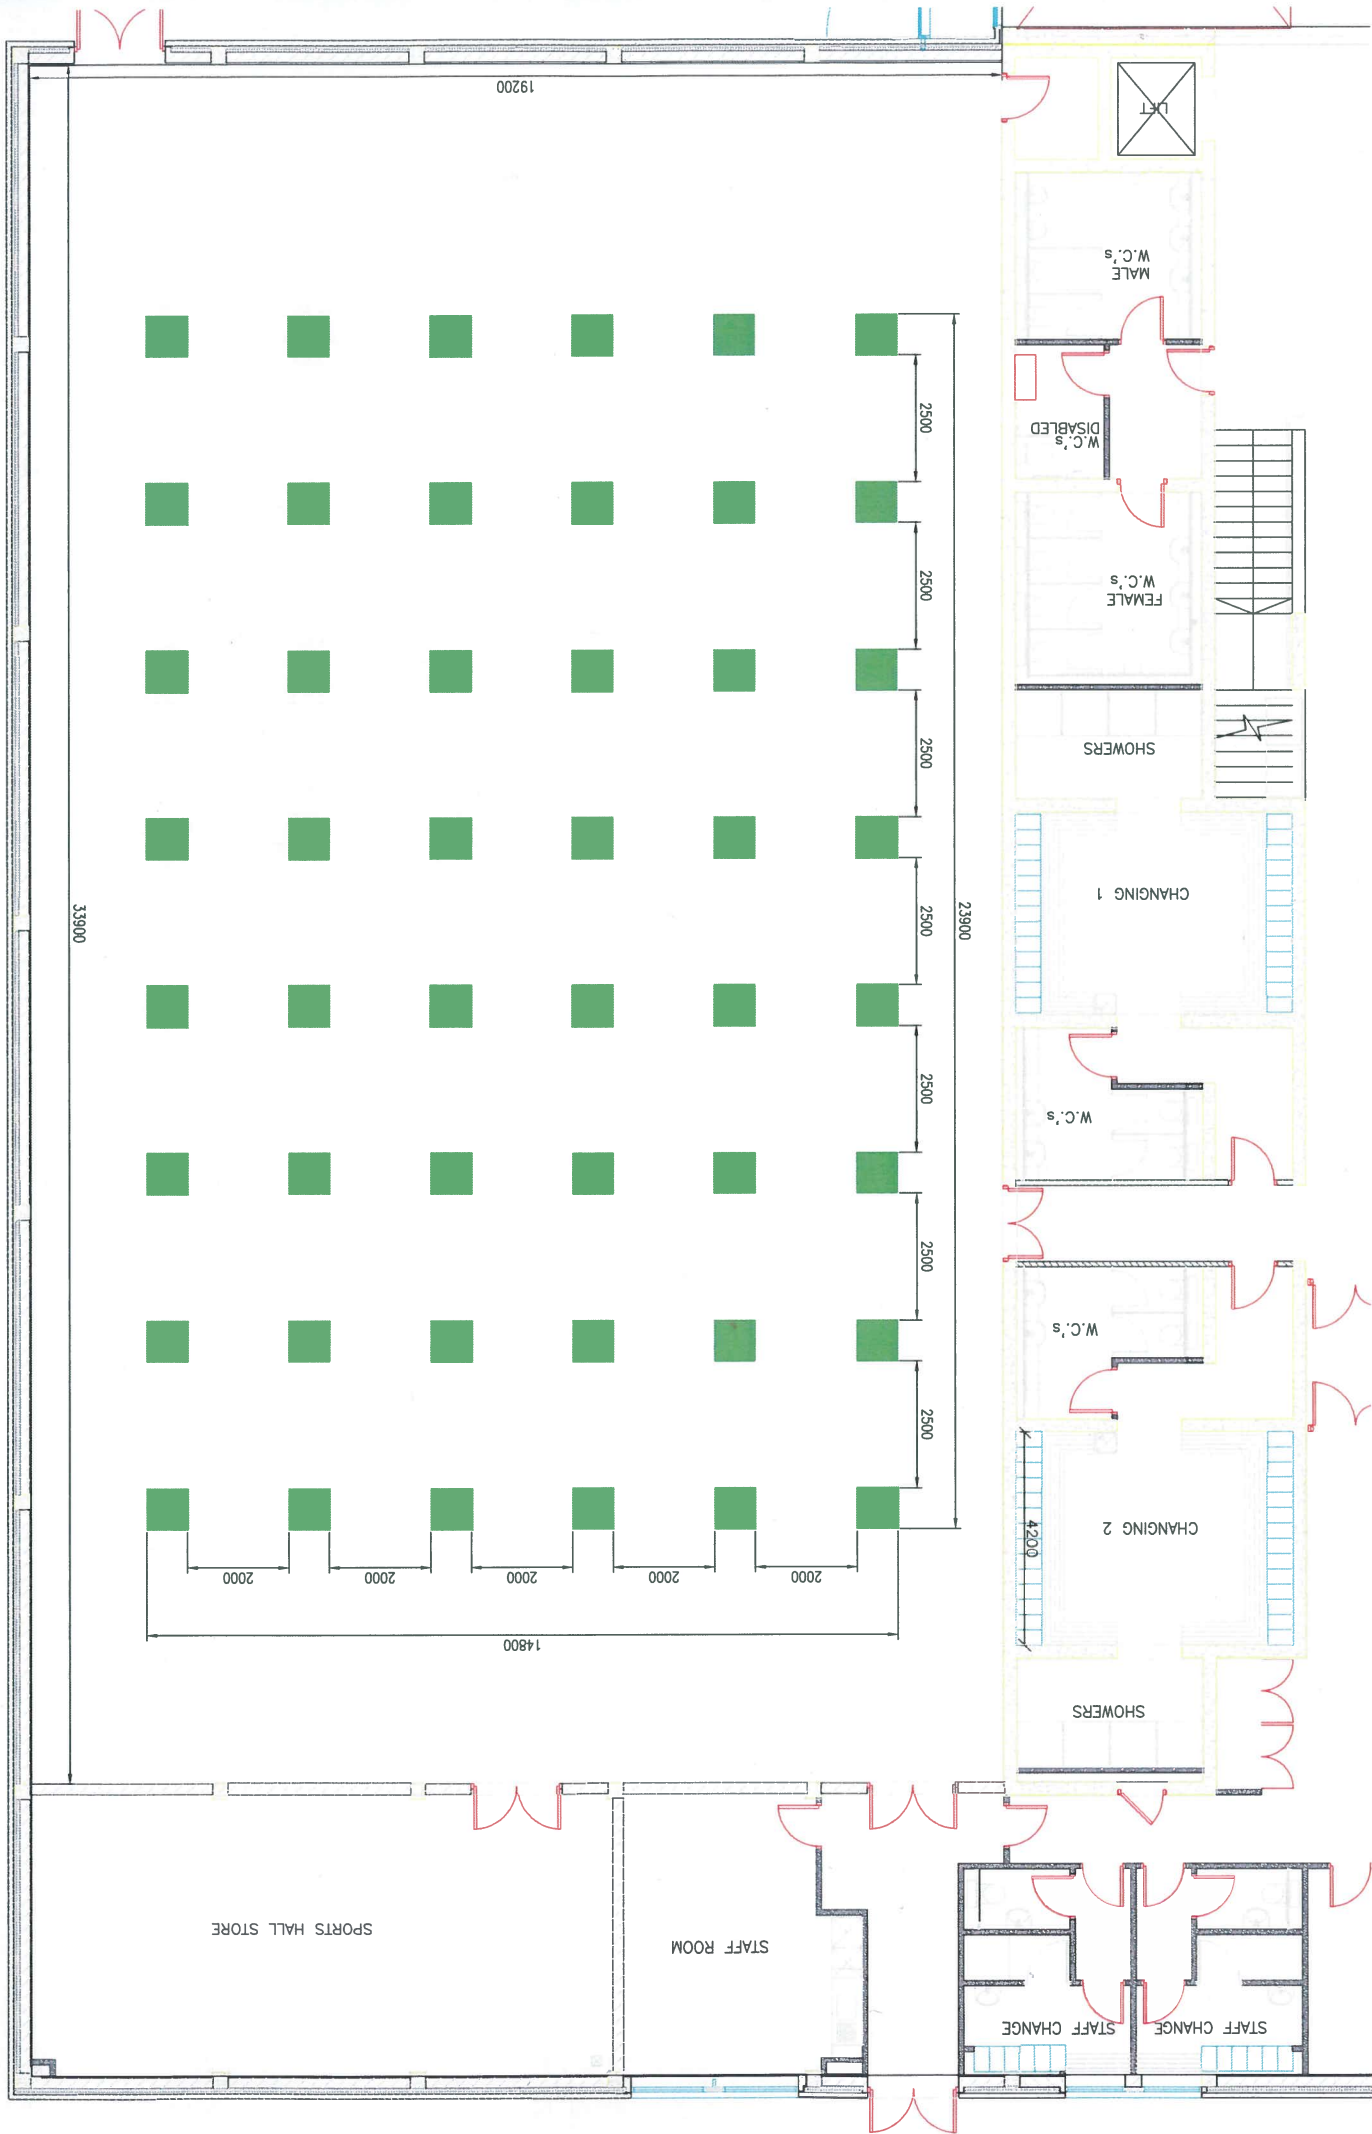 19200
LIFT
MALE
W.C.'s
2500
DISABLED
W.C.'s
2500
FEMALE
W.C.'s
2500
SHOWERS
33900
2500
23900
CHANGING 1
2500
W.C.'s
2500
W.C.'s
2500
CHANGING 2
4200
2000
2000
2000
2000
2000
14800
SHOWERS
SPORTS HALL STORE
STAFF ROOM
STAFF CHANGE
STAFF CHANGE